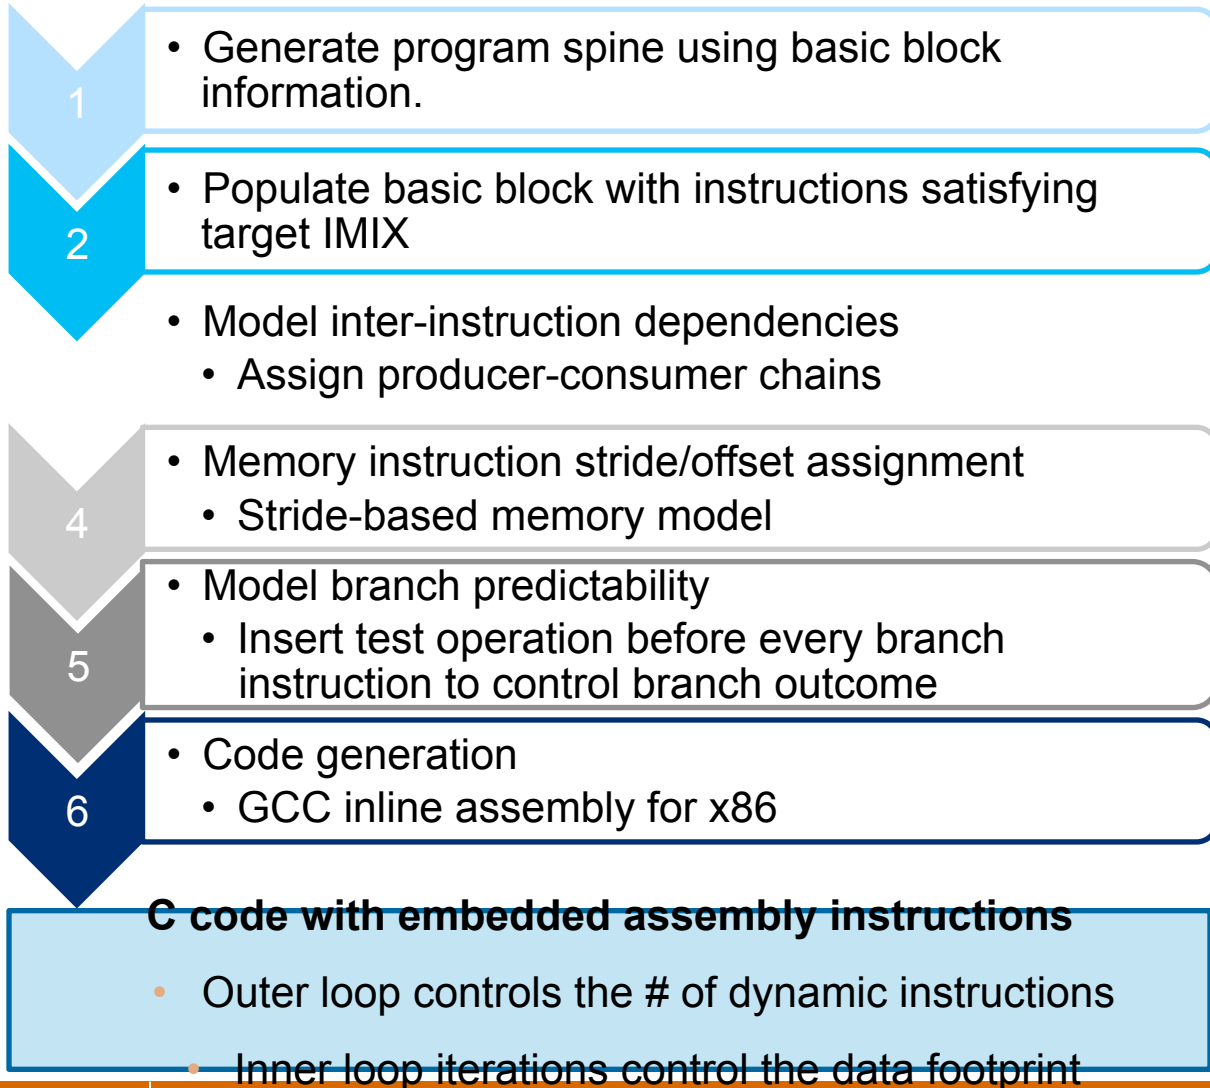 1
• Generate program spine using basic block
information.
2
• Populate basic block with instructions satisfying
target IMIX
• Model inter-instruction dependencies
• Assign producer-consumer chains
4
• Memory instruction stride/offset assignment
• Stride-based memory model
5
• Model branch predictability
• Insert test operation before every branch
instruction to control branch outcome
6
• Code generation
• GCC inline assembly for x86
C code with embedded assembly instructions
• Outer loop controls the # of dynamic instructions
• Inner loop iterations control the data footprint